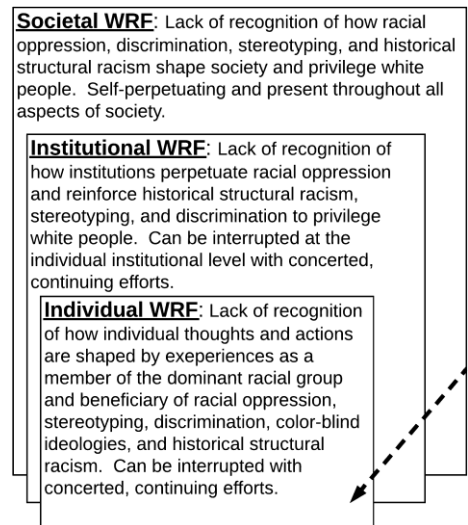 Societal WRF: Lack of recognition of how racial
oppression, discrimination, stereotyping, and historical
structural racism shape society and privilege white
people. Self-perpetuating and present throughout all
aspects of society.
Institutional WRF: Lack of recognition of
how institutions perpetuate racial oppression
and reinforce historical structural racism,
stereotyping, and discrimination to privilege
white people. Can be interrupted at the
individual institutional level with concerted,
continuing efforts.
Individual WRF: Lack of recognition
of how individual thoughts and actions
are shaped by exeperiences as a
member of the dominant racial group
and beneficiary of racial oppression,
stereotyping, discrimination, color-blind
ideologies, and historical structural
racism. Can be interrupted with
concerted, continuing efforts.